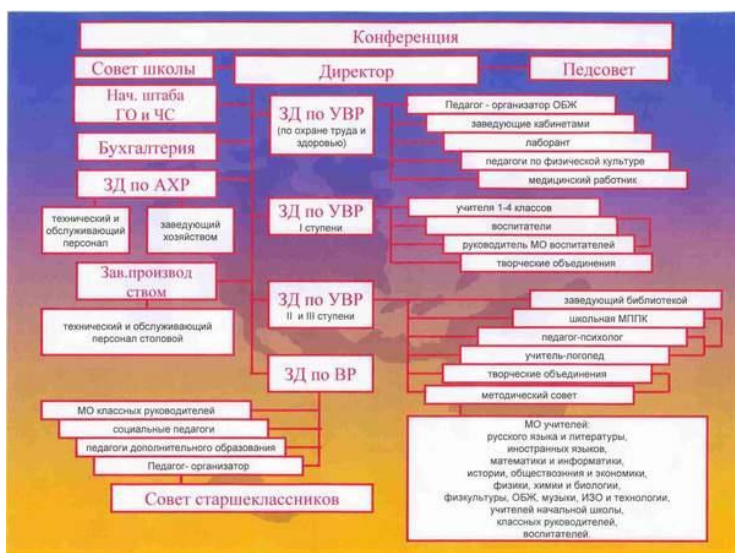 Конференция
Совет школы
Директор
Педсовет
Нач. штаба
ГО и ЧС
Бухгалтерия
ЗД по АХР
технический и
обслуживающий
персонал
заведующий
хозяйством
Зав.производ
ством
технический и обслуживающий
персонал столовой
ЗД по УВР
(по охране труда и
здоровью)
Педагог - организатор ОБЖ
заведующие кабинетами
лаборант
педагоги по физической культуре
медицинский работник
ЗД по УВР
I ступени
учителя 1-4 классов
воспитатели
руководитель МО воспитателей
творческие объединения
ЗД по УВР
II и III ступени
заведующий библиотекой
школьная МППК
педагог-психолог
учитель-логопед
творческие объединения
методический совет
МО учителей:
русского языка и литературы,
иностранных языков,
математики и информатики,
истории, обществознния и экономики,
физики, химии и биологии,
физкультуры, ОБЖ, музыки, ИЗО и технологии,
учителей начальной школы,
классных руководителей,
воспитателей.
ЗД по ВР
МО классных руководителей
социальные педагоги
педагоги дополнительного образования
Педагог- организатор
Совет старшеклассников